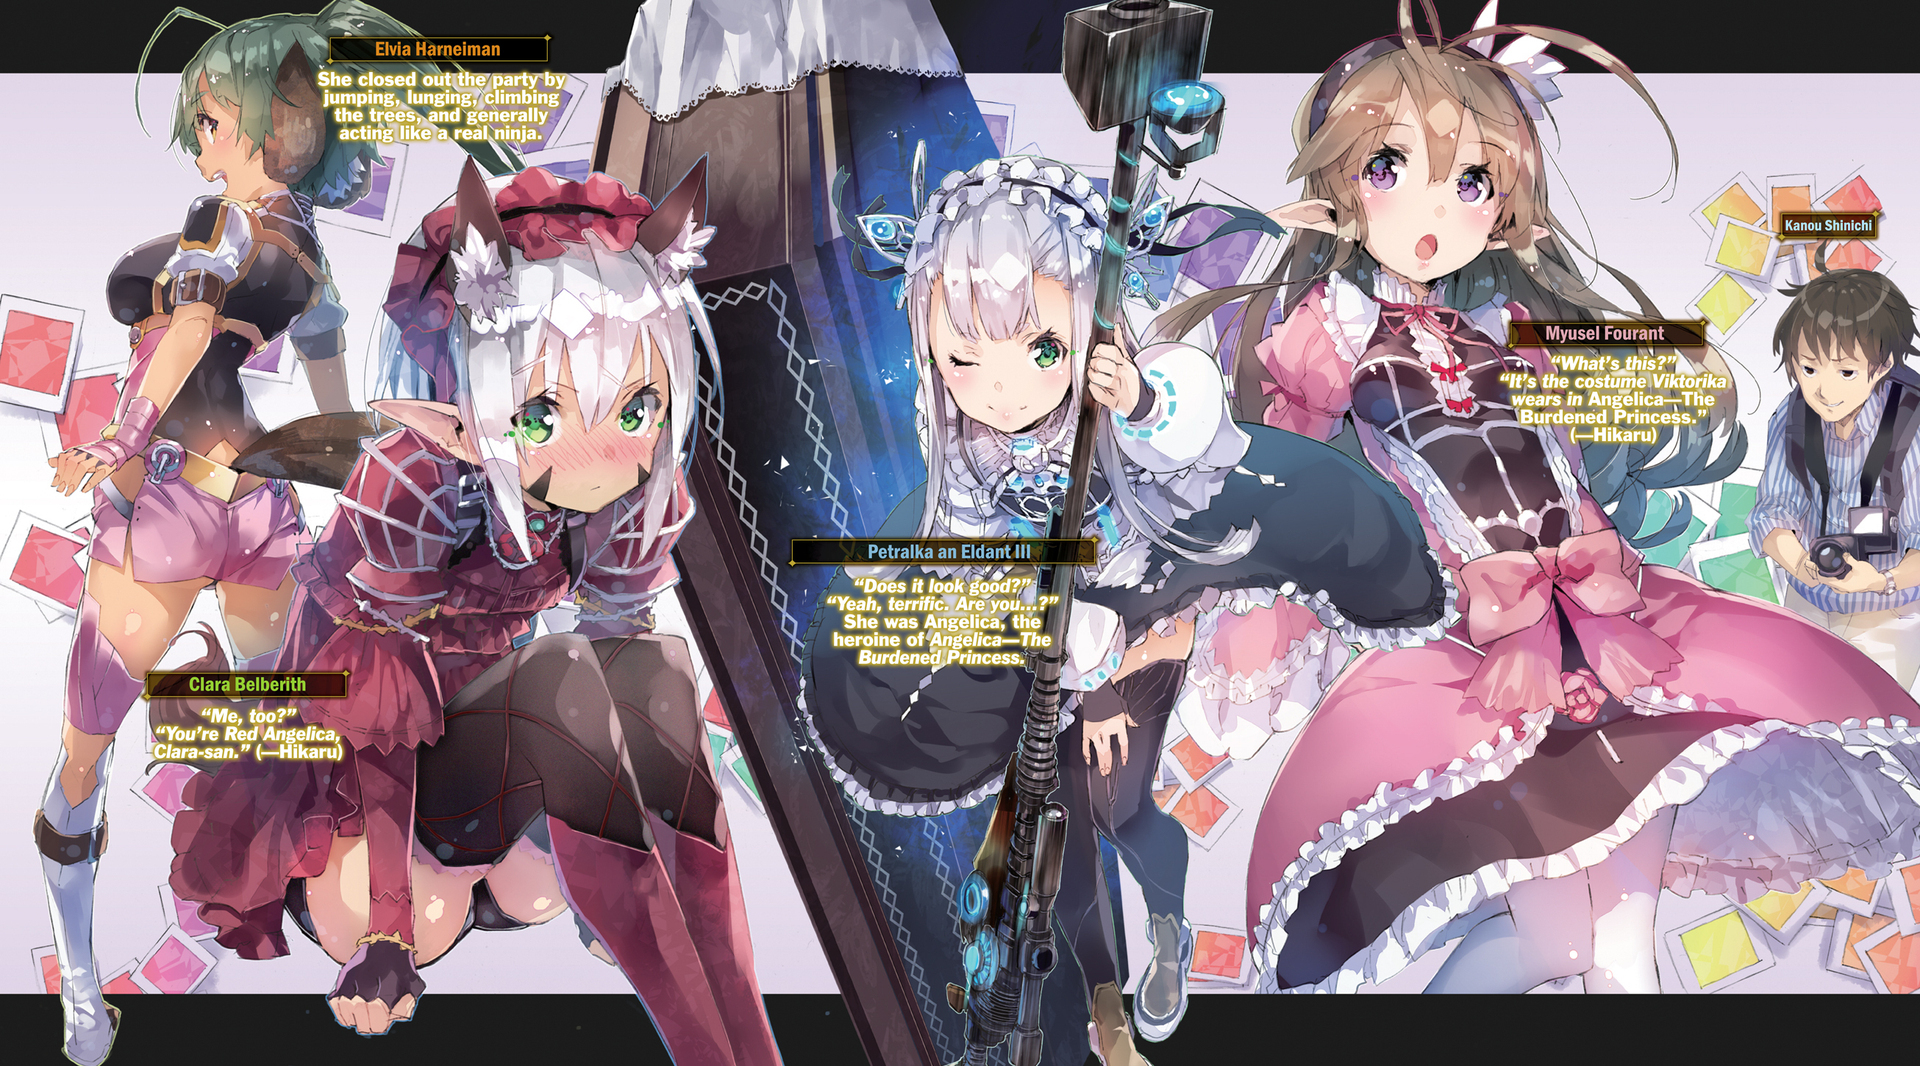 Elvia Harneiman
She closed out the party by
jumping, lunging, climbing
the trees, and generally
acting like a real ninja.
Clara Belberith
“Me, too?”
“You’re Red Angelica,
Clara-san.” (—Hikaru)
Petralka an Eldant III
“Does it look good?”
“Yeah, terrific. Are you...?”
She was Angelica, the
heroine of Angelica—The
Burdened Princess.
Myusel Fourant
“What’s this?”
“It’s the costume Viktorika
wears in Angelica—The
Burdened Princess.”
(—Hikaru)
Kanou Shinichi